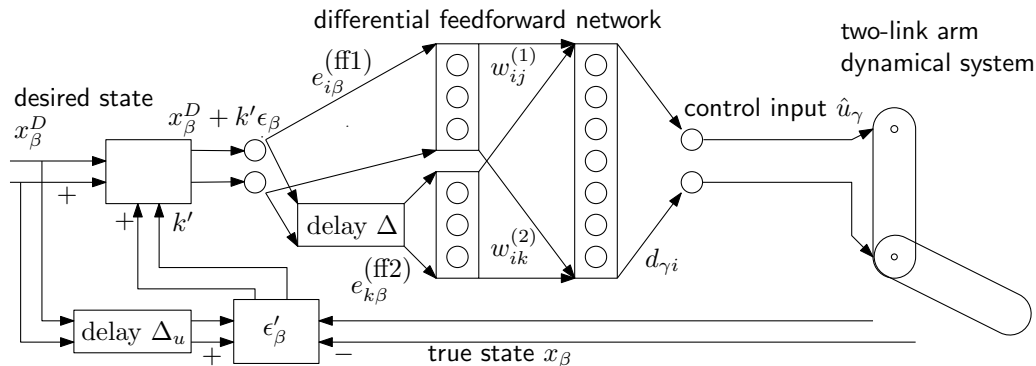 differential feedforward network
two-link arm
dynamical system
e_{iβ}^{(ff1)}
w_{ij}^{(1)}
desired state
x_β^D
x_β^D + k′ϵ_β
control input û_γ
+
+
k′
delay Δ
w_{ik}^{(2)}
d_{γi}
e_{kβ}^{(ff2)}
delay Δ_u
ϵ′_β
+
−
true state x_β